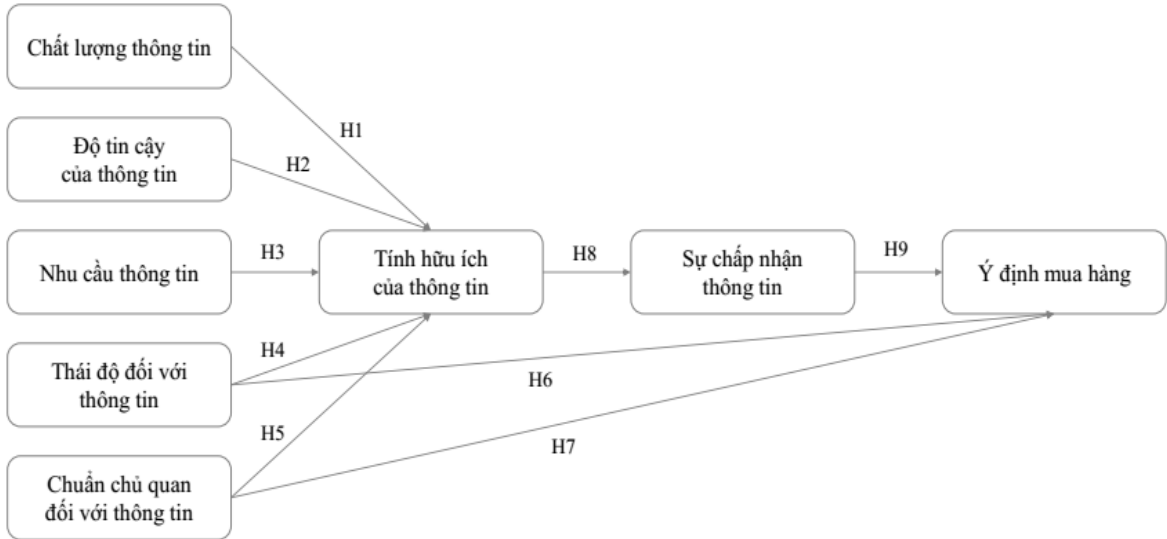 Chất lượng thông tin
H1
Độ tin cậy
của thông tin
H2
Nhu cầu thông tin
H3
Tính hữu ích
của thông tin
H8
Sự chấp nhận
thông tin
H9
Ý định mua hàng
Thái độ đối với
thông tin
H4
H6
Chuẩn chủ quan
đối với thông tin
H5
H7